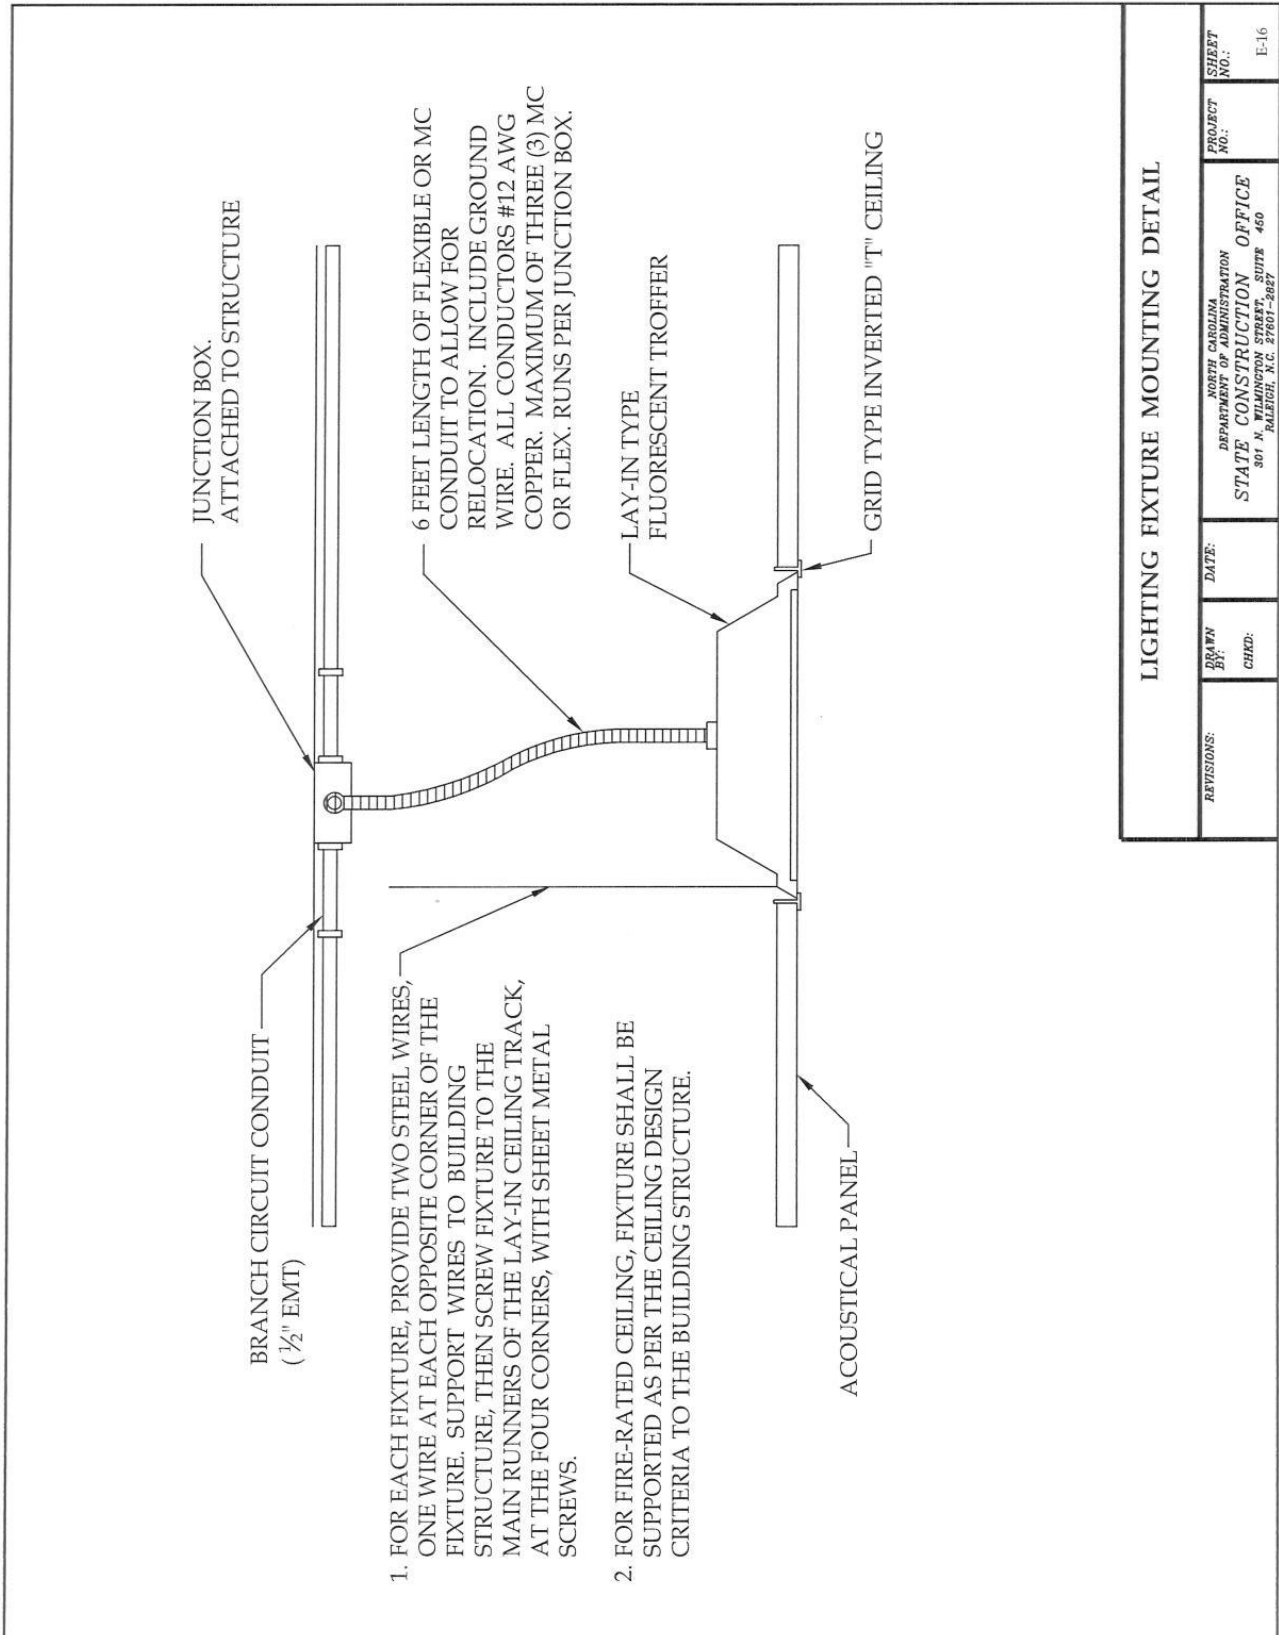 BRANCH CIRCUIT CONDUIT
( ½" EMT)
JUNCTION BOX.
ATTACHED TO STRUCTURE
1. FOR EACH FIXTURE, PROVIDE TWO STEEL WIRES,
ONE WIRE AT EACH OPPOSITE CORNER OF THE
FIXTURE. SUPPORT WIRES TO BUILDING
STRUCTURE, THEN SCREW FIXTURE TO THE
MAIN RUNNERS OF THE LAY-IN CEILING TRACK,
AT THE FOUR CORNERS, WITH SHEET METAL
SCREWS.
2. FOR FIRE-RATED CEILING, FIXTURE SHALL BE
SUPPORTED AS PER THE CEILING DESIGN
CRITERIA TO THE BUILDING STRUCTURE.
6 FEET LENGTH OF FLEXIBLE OR MC
CONDUIT TO ALLOW FOR
RELOCATION. INCLUDE GROUND
WIRE. ALL CONDUCTORS #12 AWG
COPPER. MAXIMUM OF THREE (3) MC
OR FLEX. RUNS PER JUNCTION BOX.
LAY-IN TYPE
FLUORESCENT TROFFER
ACOUSTICAL PANEL
GRID TYPE INVERTED "T" CEILING
LIGHTING FIXTURE MOUNTING DETAIL
REVISIONS:
DRAWN
BY:
CHKD:
DATE:
NORTH CAROLINA
DEPARTMENT OF ADMINISTRATION
STATE CONSTRUCTION OFFICE
301 N. WILMINGTON STREET, SUITE 450
RALEIGH, N.C. 27601-2827
PROJECT
NO.:
SHEET
NO.:
E-16